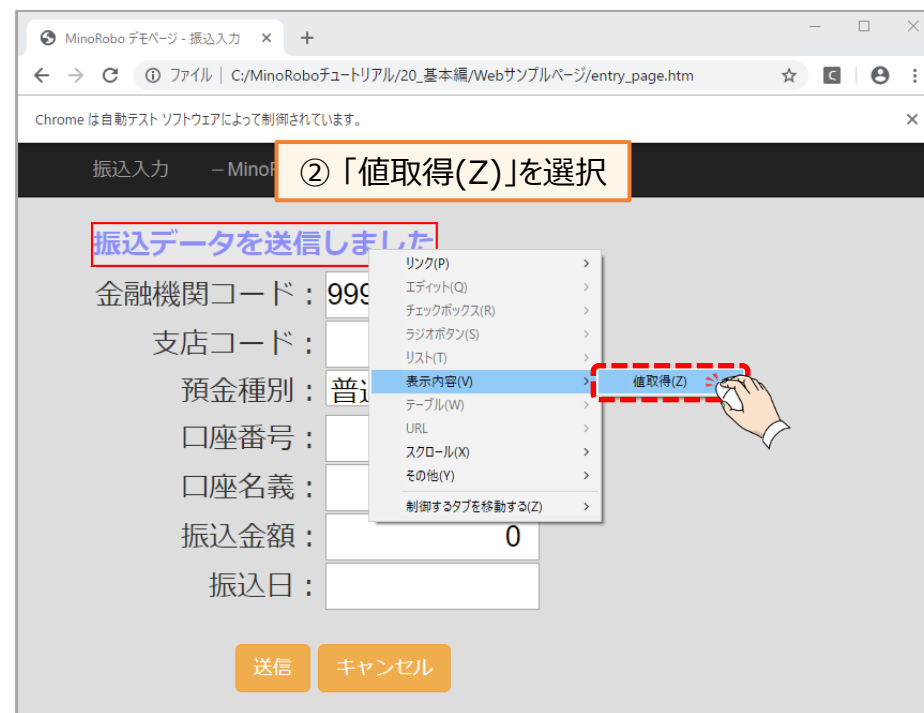 MinoRobo デモページ - 振込入力
ファイル | C:/MinoRoboチュートリアル/20_基本編/Webサンプルページ/entry_page.htm
C
Chrome は自動テスト ソフトウェアによって制御されています。
振込入力 – MinoR
② 「値取得(Z)」を選択
振込データを送信しました
リンク(P)
エディット(Q)
チェックボックス(R)
ラジオボタン(S)
リスト(T)
表示内容(V)
値取得(Z)
テーブル(W)
URL
スクロール(X)
その他(Y)
制御するタブを移動する(Z)
金融機関コード： 999
支店コード：
預金種別： 普通
口座番号：
口座名義：
振込金額： 0
振込日：
送信 キャンセル